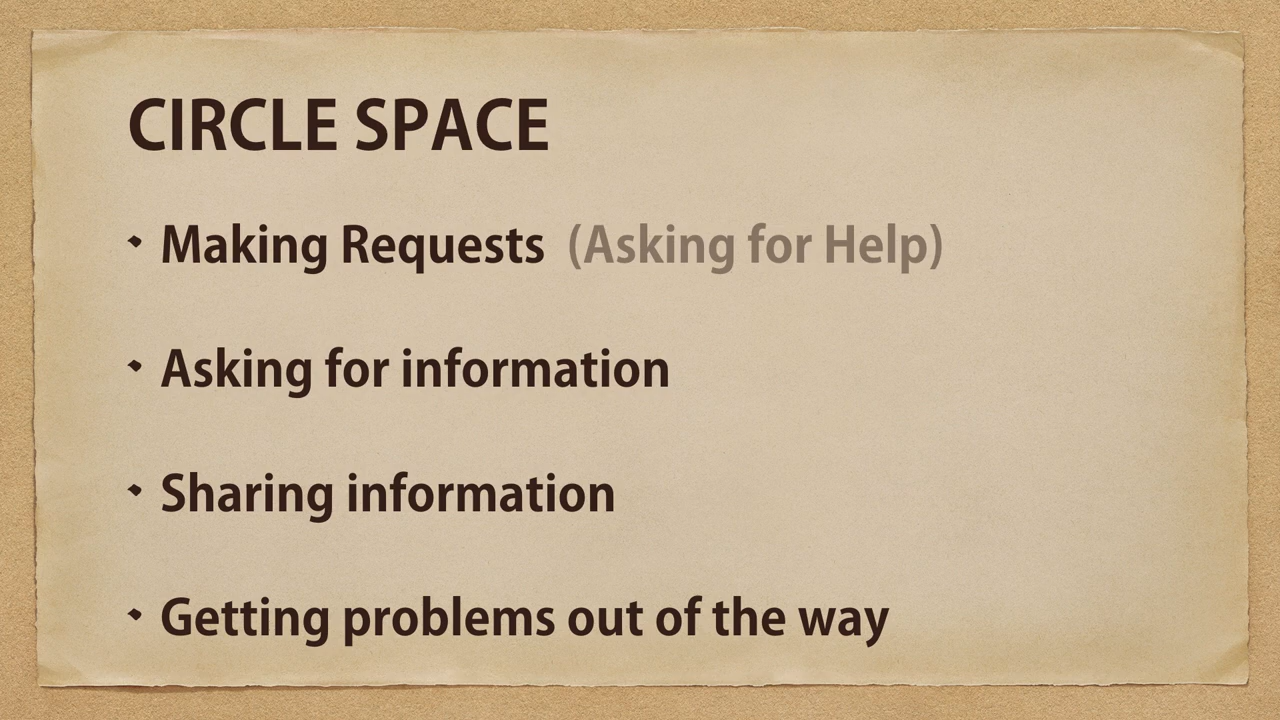 CIRCLE SPACE
Making Requests (Asking for Help)
Asking for information
Sharing information
Getting problems out of the way